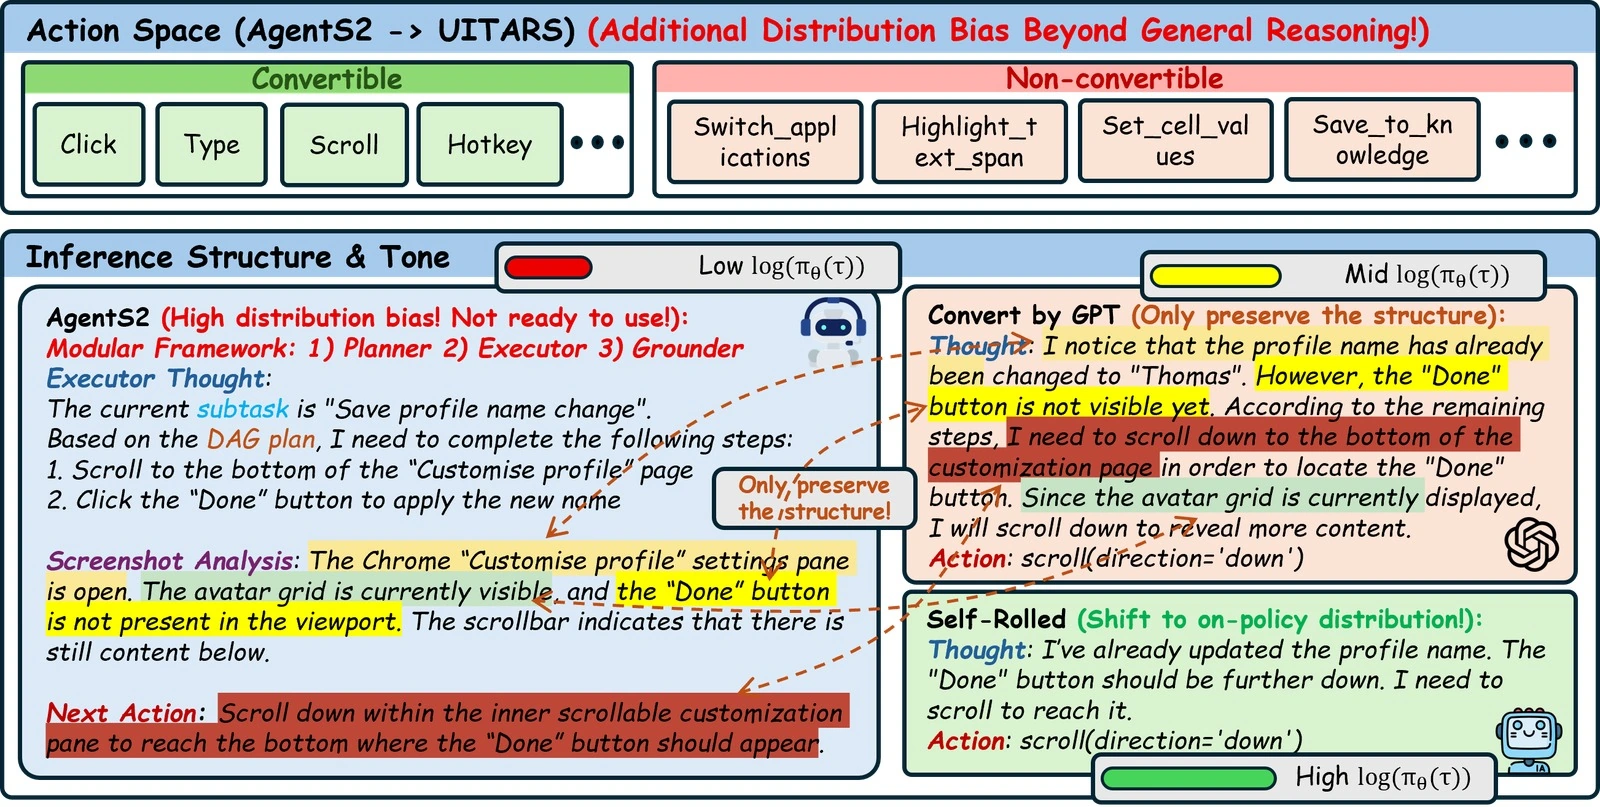 Action Space (AgentS2 -> UITARS) (Additional Distribution Bias Beyond General Reasoning!)
Convertible
Click
Type
Scroll
Hotkey
•••
Non-convertible
Switch_appl
ications
Highlight_t
ext_span
Set_cell_val
ues
Save_to_kn
owledge
•••
Inference Structure & Tone
Low log(πθ(τ))
AgentS2 (High distribution bias! Not ready to use!):
Modular Framework: 1) Planner 2) Executor 3) Grounder
Executor Thought:
The current subtask is "Save profile name change".
Based on the DAG plan, I need to complete the following steps:
1. Scroll to the bottom of the “Customise profile” page
2. Click the “Done” button to apply the new name
Screenshot Analysis: The Chrome “Customise profile” settings pane
is open. The avatar grid is currently visible, and the “Done” button
is not present in the viewport. The scrollbar indicates that there is
still content below.
Next Action: Scroll down within the inner scrollable customization
pane to reach the bottom where the “Done” button should appear.
Only preserve
the structure!
Mid log(πθ(τ))
Convert by GPT (Only preserve the structure):
Thought: I notice that the profile name has already
been changed to "Thomas". However, the "Done"
button is not visible yet. According to the remaining
steps, I need to scroll down to the bottom of the
customization page in order to locate the "Done"
button. Since the avatar grid is currently displayed,
I will scroll down to reveal more content.
Action: scroll(direction='down')
Self-Rolled (Shift to on-policy distribution!):
Thought: I’ve already updated the profile name. The
"Done" button should be further down. I need to
scroll to reach it.
Action: scroll(direction='down')
IA
High log(πθ(τ))